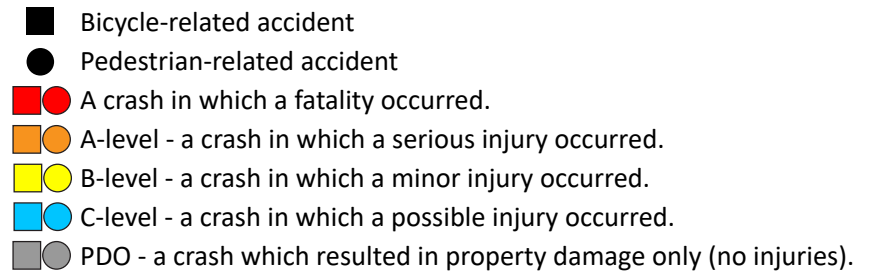 Bicycle-related accident
Pedestrian-related accident
A crash in which a fatality occurred.
A-level - a crash in which a serious injury occurred.
B-level - a crash in which a minor injury occurred.
C-level - a crash in which a possible injury occurred.
PDO - a crash which resulted in property damage only (no injuries).